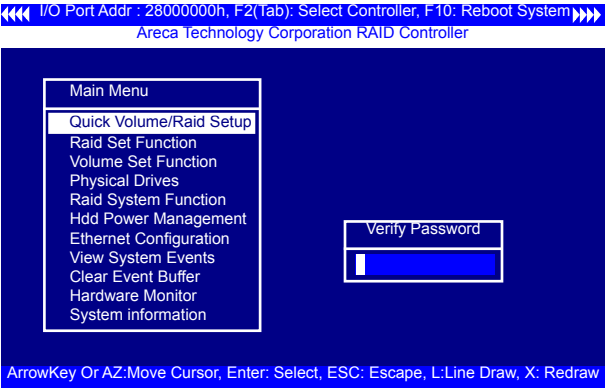 I/O Port Addr : 28000000h, F2(Tab): Select Controller, F10: Reboot System
Areca Technology Corporation RAID Controller
Main Menu
Quick Volume/Raid Setup
Raid Set Function
Volume Set Function
Physical Drives
Raid System Function
Hdd Power Management
Ethernet Configuration
View System Events
Clear Event Buffer
Hardware Monitor
System information
Verify Password
ArrowKey Or AZ:Move Cursor, Enter: Select, ESC: Escape, L:Line Draw, X: Redraw